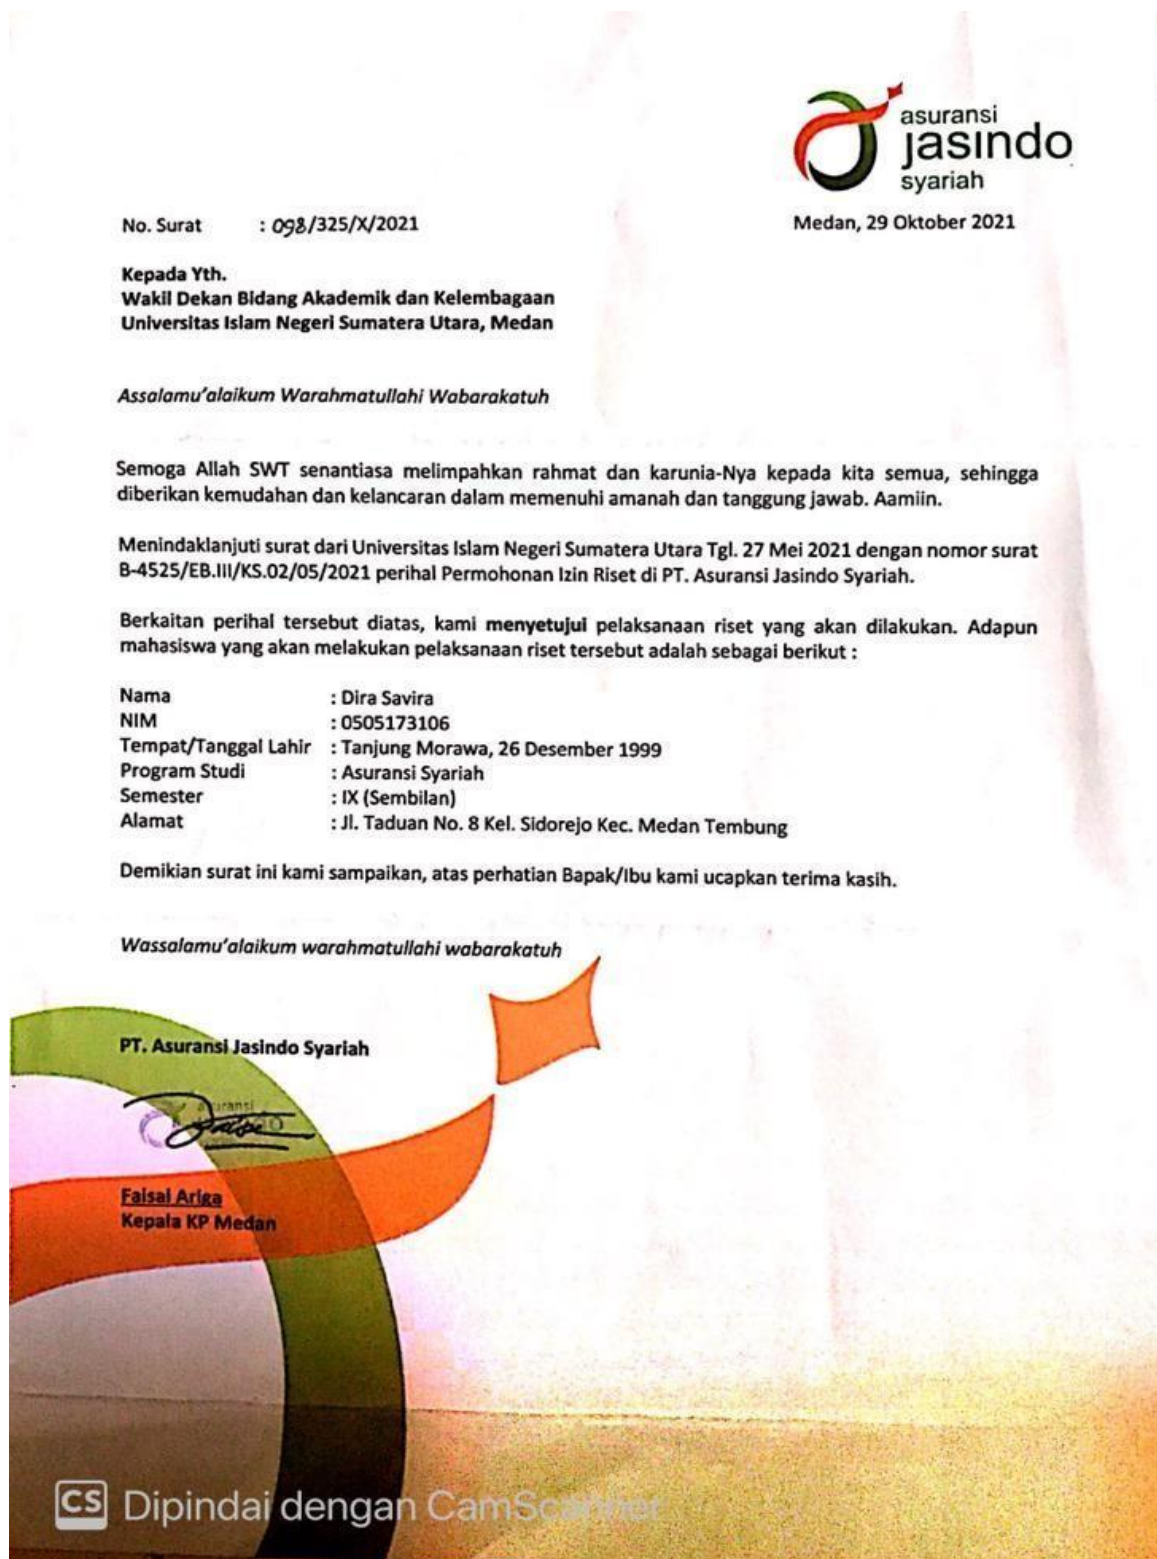 asuransi
jasindo
syariah
No. Surat : 098/325/X/2021
Medan, 29 Oktober 2021
Kepada Yth.
Wakil Dekan Bidang Akademik dan Kelembagaan
Universitas Islam Negeri Sumatera Utara, Medan
Assalamu'alaikum Warahmatullahi Wabarakatuh
Semoga Allah SWT senantiasa melimpahkan rahmat dan karunia-Nya kepada kita semua, sehingga
diberikan kemudahan dan kelancaran dalam memenuhi amanah dan tanggung jawab. Aamiin.
Menindaklanjuti surat dari Universitas Islam Negeri Sumatera Utara Tgl. 27 Mei 2021 dengan nomor surat
B-4525/EB.III/KS.02/05/2021 perihal Permohonan Izin Riset di PT. Asuransi Jasindo Syariah.
Berkaitan perihal tersebut diatas, kami menyetujui pelaksanaan riset yang akan dilakukan. Adapun
mahasiswa yang akan melakukan pelaksanaan riset tersebut adalah sebagai berikut :
Nama : Dira Savira
NIM : 0505173106
Tempat/Tanggal Lahir : Tanjung Morawa, 26 Desember 1999
Program Studi : Asuransi Syariah
Semester : IX (Sembilan)
Alamat : Jl. Taduan No. 8 Kel. Sidorejo Kec. Medan Tembung
Demikian surat ini kami sampaikan, atas perhatian Bapak/Ibu kami ucapkan terima kasih.
Wassalamu'alaikum warahmatullahi wabarakatuh
PT. Asuransi Jasindo Syariah
asuransi
Faisal Ariga
Kepala KP Medan
CS Dipindai dengan CamScanner